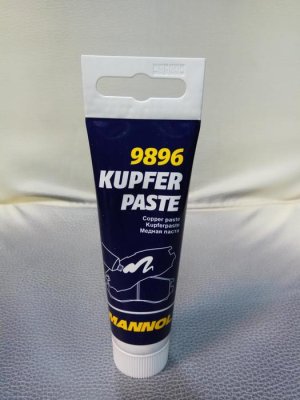 9896
KUPFER
PASTE
Copper paste
Kupferpaste
Медная паста
MANNOL